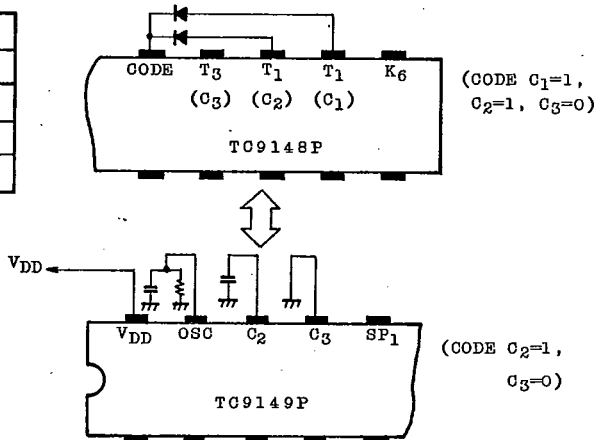 CODE T3 T1 T1 K6
(C3) (C2) (C1)
TC9148P
(CODE C1=1,
C2=1, C3=0)
VDD
VDD OSC C2 C3 SP1
TC9149P
(CODE C2=1,
C3=0)